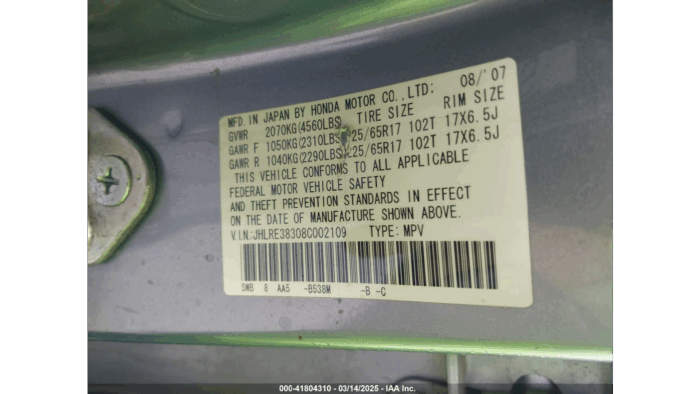 MFD. IN JAPAN BY HONDA MOTOR CO., LTD; 08/'07
GVWR 2070KG(4560LBS) TIRE SIZE RIM SIZE
GAWR F 1050KG(2310LBS) 25/65R17 102T 17X6.5J
GAWR R 1040KG(2290LBS) 225/65R17 102T 17X6.5J
THIS VEHICLE CONFORMS TO ALL APPLICABLE
FEDERAL MOTOR VEHICLE SAFETY
AND THEFT PREVENTION STANDARDS IN EFFECT
ON THE DATE OF MANUFACTURE SHOWN ABOVE.
V.I.N:JHLRE38308C002109 TYPE: MPV
SWB 8 AA5 -B538M -B -C
000-41804310 - 03/14/2025 - IAA Inc.